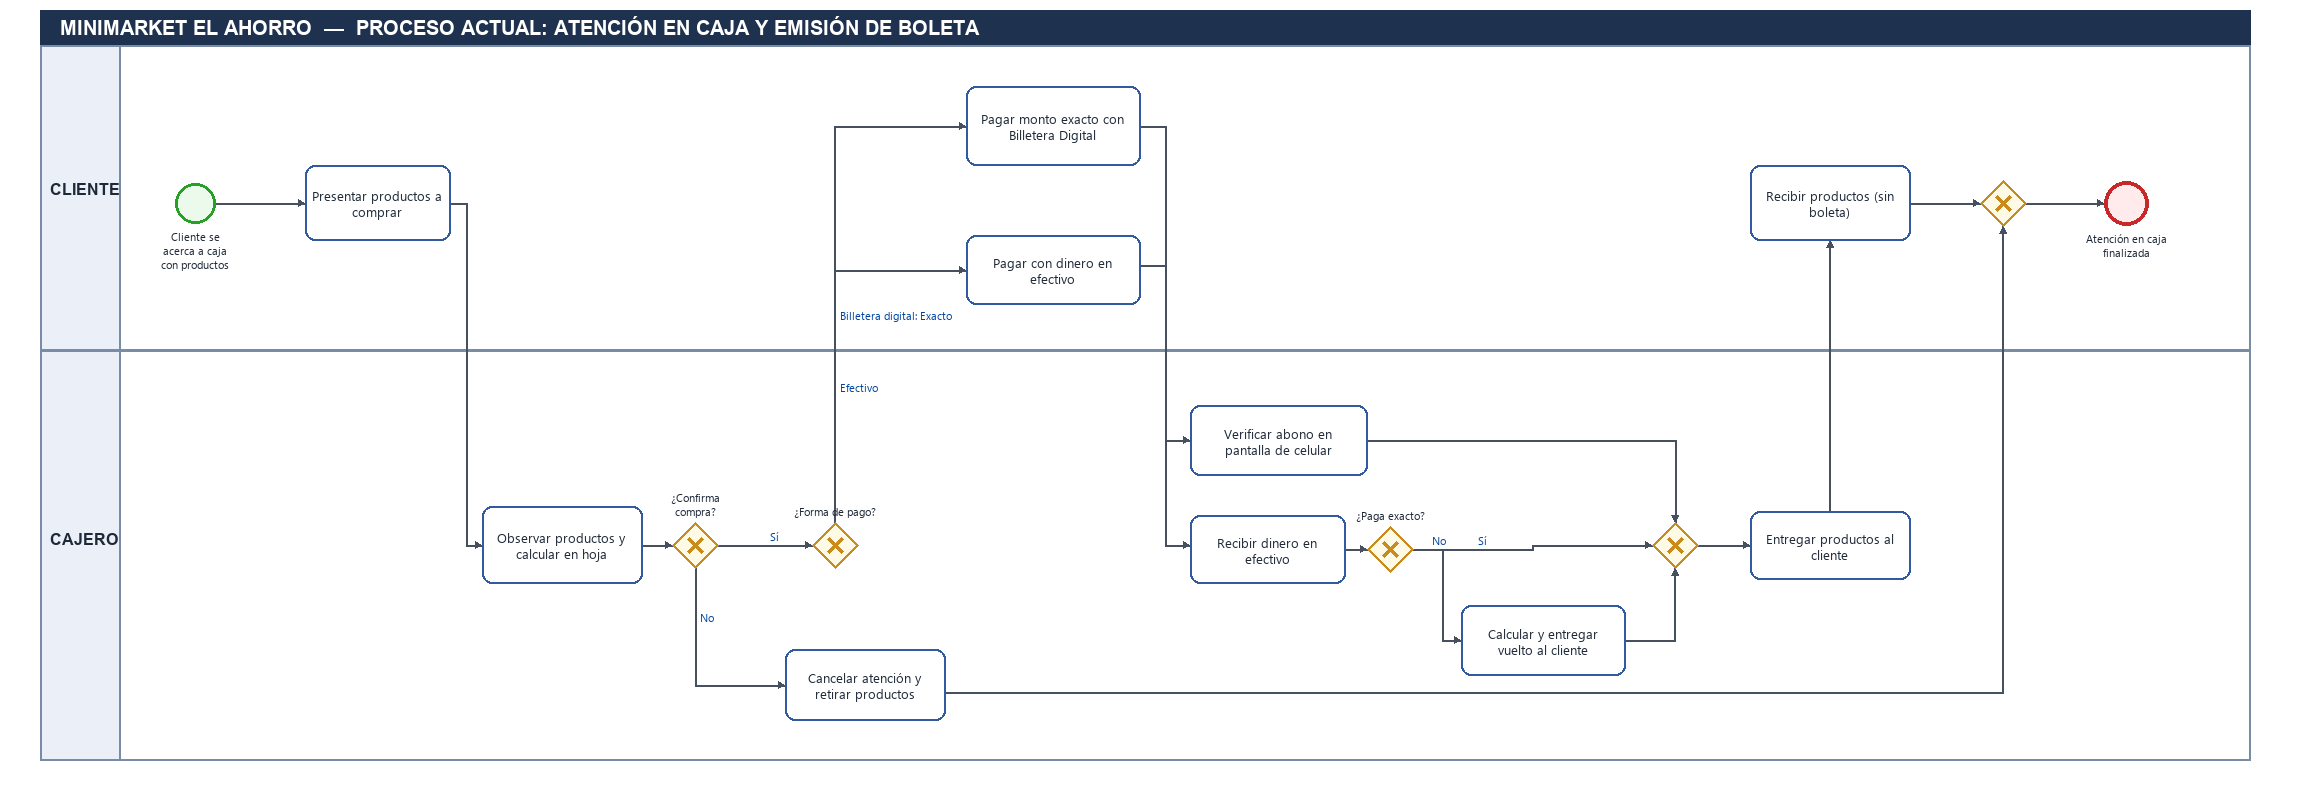 MINIMARKET EL AHORRO — PROCESO ACTUAL: ATENCIÓN EN CAJA Y EMISIÓN DE BOLETA
CLIENTE
Cliente se
acerca a caja
con productos
Presentar productos a
comprar
Pagar monto exacto con
Billetera Digital
Pagar con dinero en
efectivo
Billetera digital: Exacto
Recibir productos (sin
boleta)
Atención en caja
finalizada
CAJERO
Efectivo
Observar productos y
calcular en hoja
¿Confirma
compra?
Sí
No
¿Forma de pago?
Cancelar atención y
retirar productos
Verificar abono en
pantalla de celular
Recibir dinero en
efectivo
¿Paga exacto?
No
Sí
Calcular y entregar
vuelto al cliente
Entregar productos al
cliente